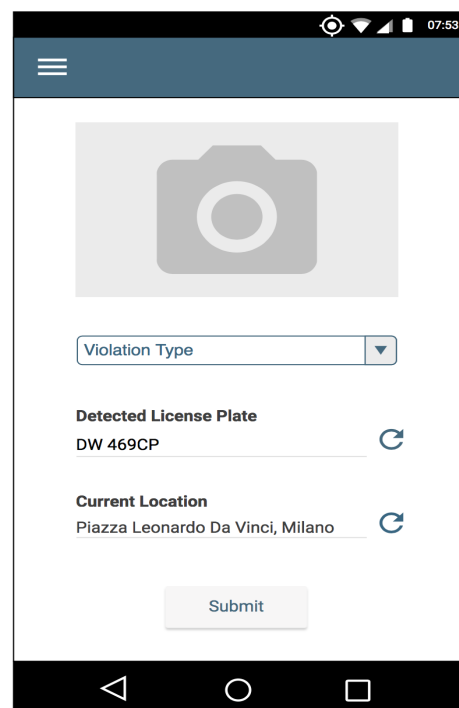 07:53
Violation Type
Detected License Plate
DW 469CP
Current Location
Piazza Leonardo Da Vinci, Milano
Submit